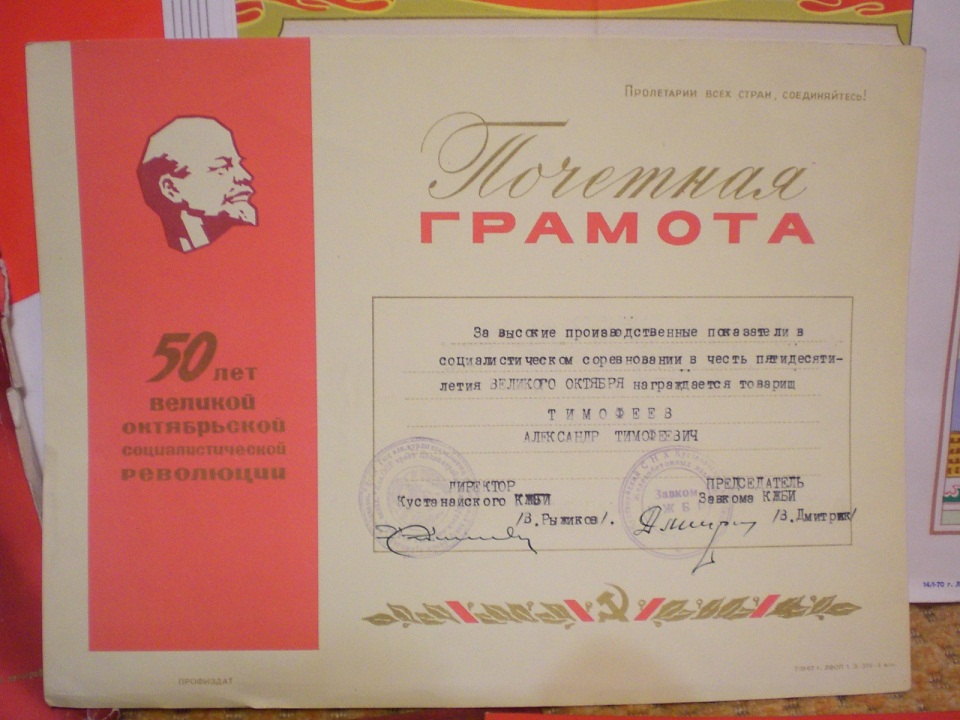 Пролетарии всех стран, соединяйтесь!
Почетная
ГРАМОТА
50 лет
великой
октябрьской
социалистической
революции
За высокие производственные показатели в
социалистическом соревновании в честь пятидесяти-
летия ВЕЛИКОГО ОКТЯБРЯ награждается товарищ
ТИМОФЕЕВ
АЛЕКСАНДР ТИМОФЕЕВИЧ
ДИРЕКТОР
Кустанайского КЖБИ
/В.Рыжиков/.
ПРЕДСЕДАТЕЛЬ
Завкома КЖБИ
/В.Дмитрик/
Завком
ПРОФИЗДАТ